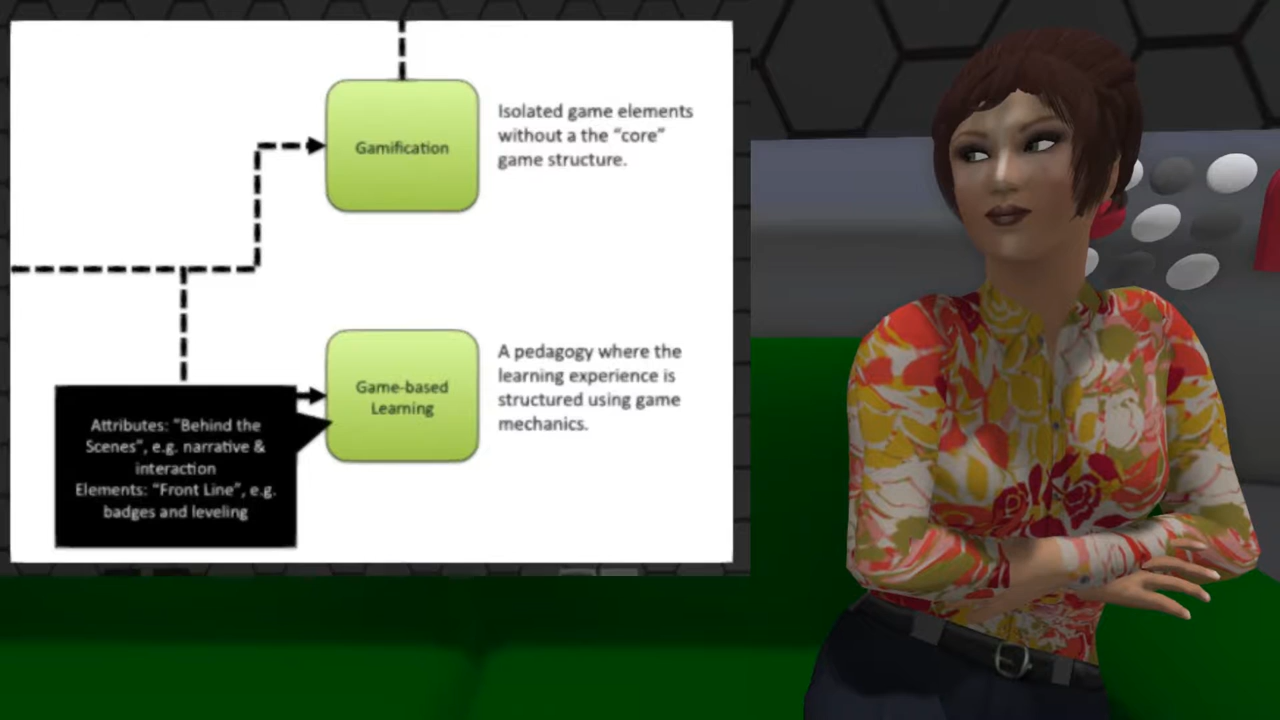 Gamification
Isolated game elements
without a the “core”
game structure.
Game-based
Learning
A pedagogy where the
learning experience is
structured using game
mechanics.
Attributes: “Behind the
Scenes”, e.g. narrative &
interaction
Elements: “Front Line”, e.g.
badges and leveling